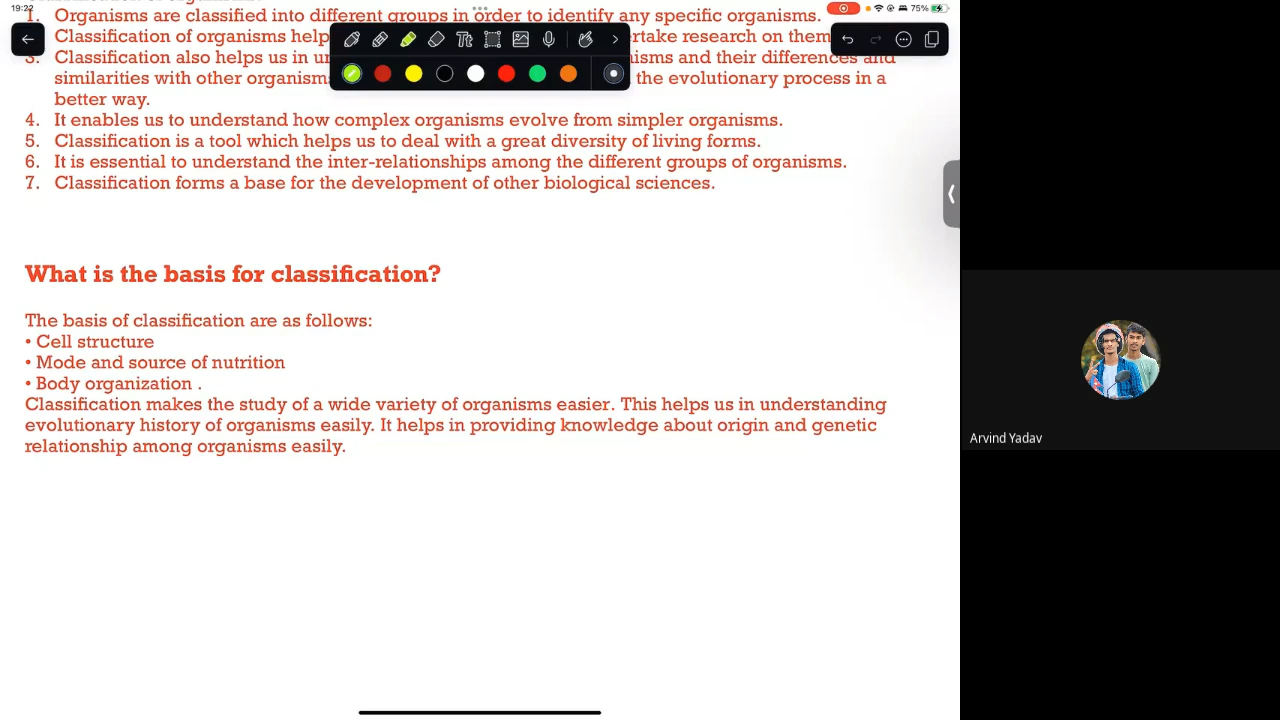 19:22
75%
1. Organisms are classified into different groups in order to identify any specific organisms.
2. Classification of organisms help rtake research on them
3. Classification also helps us in un isms and their differences and
similarities with other organism the evolutionary process in a
better way.
4. It enables us to understand how complex organisms evolve from simpler organisms.
5. Classification is a tool which helps us to deal with a great diversity of living forms.
6. It is essential to understand the inter-relationships among the different groups of organisms.
7. Classification forms a base for the development of other biological sciences.
Tt
What is the basis for classification?
The basis of classification are as follows:
• Cell structure
• Mode and source of nutrition
• Body organization .
Classification makes the study of a wide variety of organisms easier. This helps us in understanding
evolutionary history of organisms easily. It helps in providing knowledge about origin and genetic
relationship among organisms easily.
Arvind Yadav